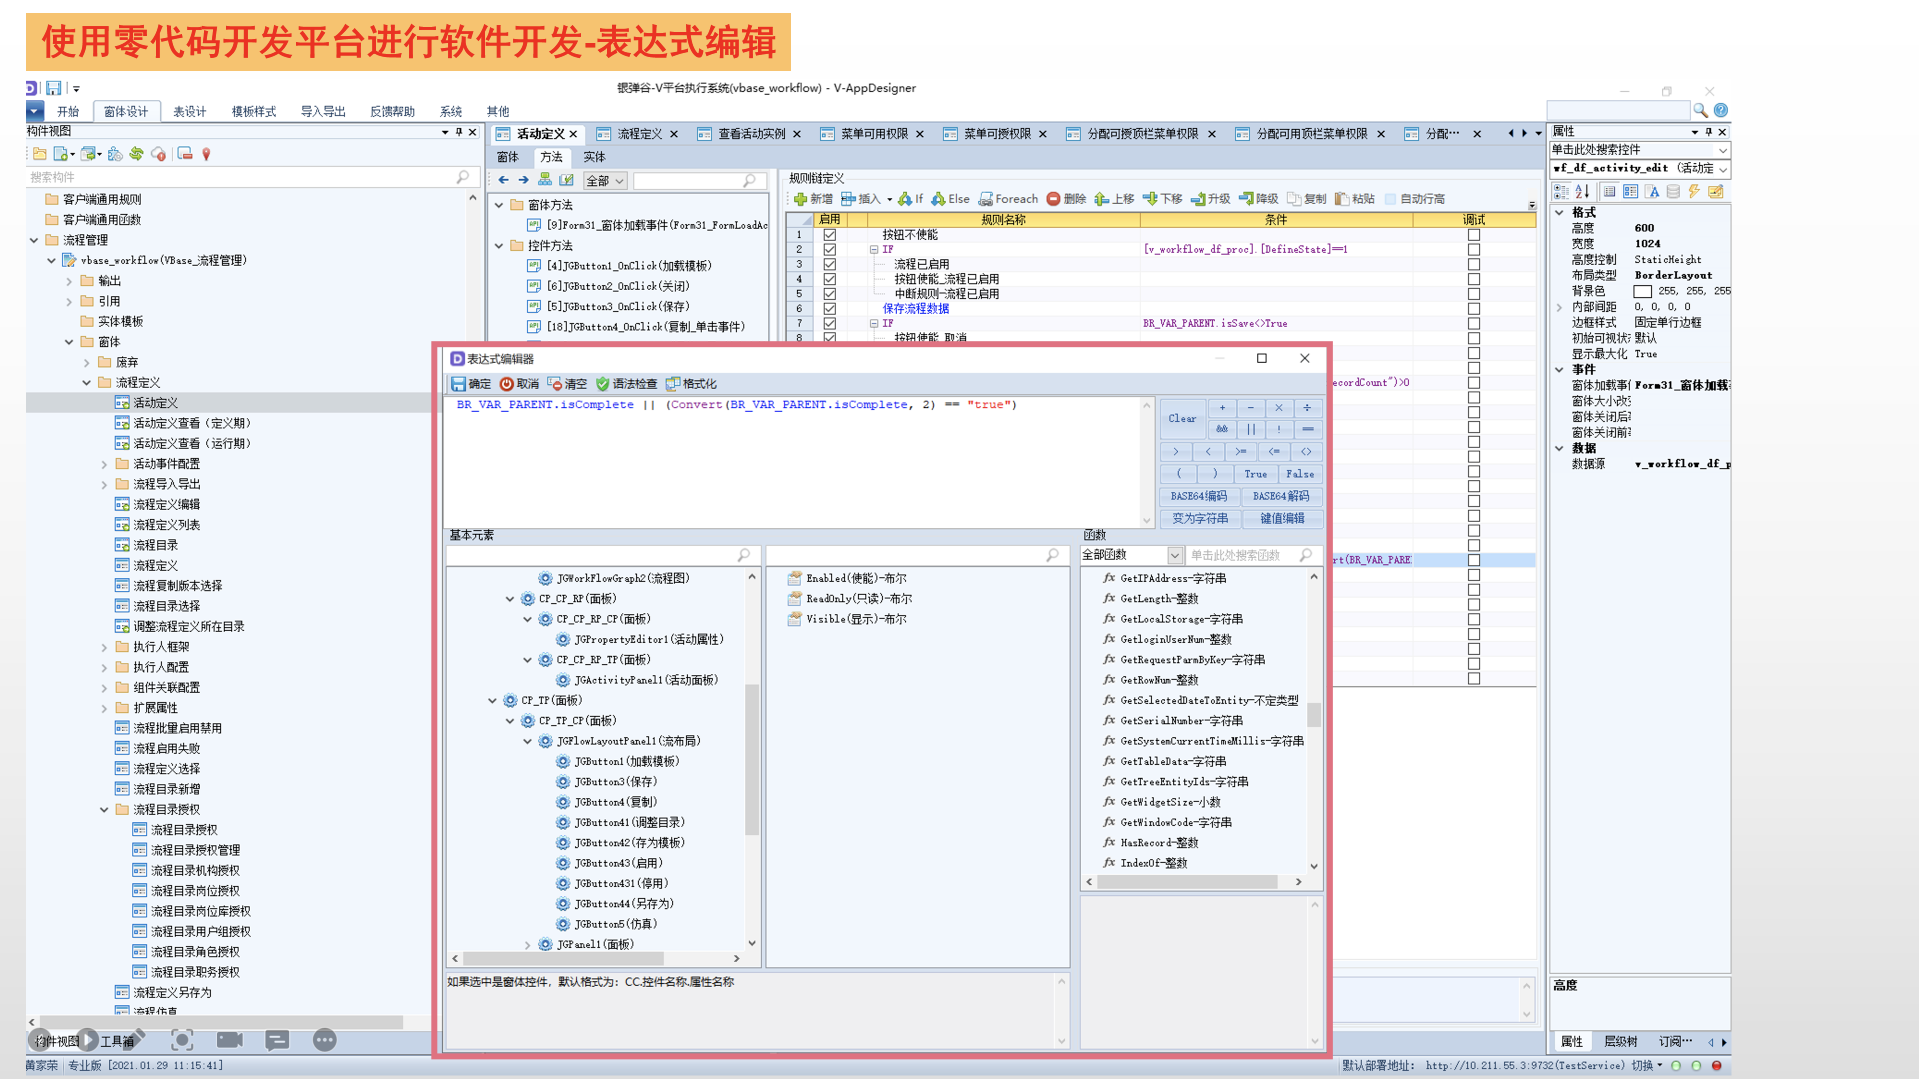 使用零代码开发平台进行软件开发-表达式编辑
银弹谷-V平台执行系统(vbase_workflow) - V-AppDesigner
开始 窗体设计 表设计 模板样式 导入导出 反馈帮助 系统 其他
构件视图
搜索构件
客户端通用规则
客户端通用函数
流程管理
vbase_workflow(VBase_流程管理)
输出
引用
实体模板
窗体
废弃
流程定义
活动定义
活动定义查看(定义期)
活动定义查看(运行期)
活动事件配置
流程导入导出
流程定义编辑
流程定义列表
流程目录
流程定义
流程复制版本选择
流程目录选择
调整流程定义所在目录
执行人框架
执行人配置
组件关联配置
扩展属性
流程批量启用禁用
流程启用失败
流程定义选择
流程目录新增
流程目录授权
流程目录授权
流程目录授权管理
流程目录机构授权
流程目录岗位授权
流程目录岗位库授权
流程目录用户组授权
流程目录角色授权
流程目录职务授权
流程定义另存为
流程仿真
构件视图 工具箱
黄家荣 专业版 [2021.01.29 11:15:41]
活动定义 流程定义 查看活动实例 菜单可用权限 菜单可授权限 分配可授顶栏菜单权限 分配可用顶栏菜单权限 分配…
窗体 方法 实体
全部
窗体方法
[9]Form31_窗体加载事件(Form31_FormLoadAc
控件方法
[4]JGButton1_OnClick(加载模板)
[6]JGButton2_OnClick(关闭)
[5]JGButton3_OnClick(保存)
[18]JGButton4_OnClick(复制_单击事件)
规则链定义
新增 插入 If Else Foreach 删除 上移 下移 升级 降级 复制 粘贴 自动行高
启用 规则名称 条件 调试
1 按钮不使能
2 IF [v_workflow_df_proc].[DefineState]==1
3 流程已启用
4 按钮使能_流程已启用
5 中断规则-流程已启用
6 保存流程数据
7 IF BR_VAR_PARENT.isSave<>True
8 按钮使能_取消
ecordCount")>0
rt(BR_VAR_PARE
表达式编辑器
确定 取消 清空 语法检查 格式化
BR_VAR_PARENT.isComplete || (Convert(BR_VAR_PARENT.isComplete, 2) == "true")
Clear + - × ÷
&& || ! ==
> < >= <= <>
( ) True False
BASE64编码 BASE64解码
变为字符串 键值编辑
基本元素
JGWorkFlowGraph2(流程图)
CP_CP_RP(面板)
CP_CP_RP_CP(面板)
JGPropertyEditor1(活动属性)
CP_CP_RP_TP(面板)
JGActivityPanel1(活动面板)
CP_TP(面板)
CP_TP_CP(面板)
JGFlowLayoutPanel1(流布局)
JGButton1(加载模板)
JGButton3(保存)
JGButton4(复制)
JGButton41(调整目录)
JGButton42(存为模板)
JGButton43(启用)
JGButton431(停用)
JGButton44(另存为)
JGButton5(仿真)
JGPanel1(面板)
Enabled(使能)-布尔
ReadOnly(只读)-布尔
Visible(显示)-布尔
函数
全部函数 单击此处搜索函数
GetIPAddress-字符串
GetLength-整数
GetLocalStorage-字符串
GetloginUserNum-整数
GetRequestParmByKey-字符串
GetRowNum-整数
GetSelectedDateToEntity-不定类型
GetSerialNumber-字符串
GetSystemCurrentTimeMillis-字符串
GetTableData-字符串
GetTreeEntityIds-字符串
GetWidgetSize-小数
GetWindowCode-字符串
HasRecord-整数
IndexOf-整数
如果选中是窗体控件，默认格式为：CC.控件名称.属性名称
属性
单击此处搜索控件
wf_df_activity_edit (活动定
格式
高度 600
宽度 1024
高度控制 StaticHeight
布局类型 BorderLayout
背景色 255, 255, 255
内部间距 0, 0, 0, 0
边框样式 固定单行边框
初始可视状 默认
显示最大化 True
事件
窗体加载事 Form31_窗体加载
窗体大小改
窗体关闭后
窗体关闭前
数据
数据源 v_workflow_df_p
高度
属性 层级树 订阅…
默认部署地址： http://10.211.55.3:9732(TestService) 切换